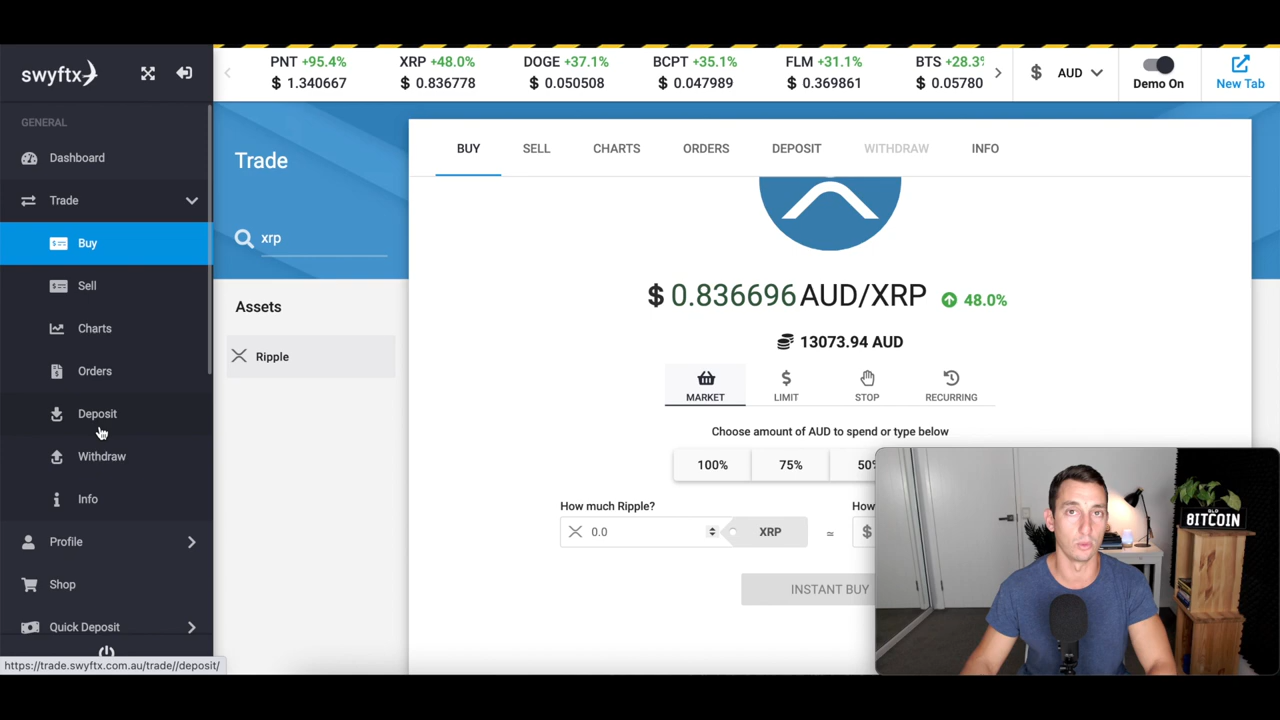 swyftx
PNT +95.4%
$ 1.340667
XRP +48.0%
$ 0.836778
DOGE +37.1%
$ 0.050508
BCPT +35.1%
$ 0.047989
FLM +31.1%
$ 0.369861
BTS +28.3%
$ 0.05780
$ AUD
Demo On
New Tab
GENERAL
Dashboard
Trade
Buy
Sell
Charts
Orders
Deposit
Withdraw
Info
Profile
Shop
Quick Deposit
https://trade.swyftx.com.au/trade//deposit/
Trade
xrp
Assets
Ripple
BUY SELL CHARTS ORDERS DEPOSIT WITHDRAW INFO
$ 0.836696 AUD/XRP 48.0%
13073.94 AUD
MARKET LIMIT STOP RECURRING
Choose amount of AUD to spend or type below
100% 75% 50%
How much Ripple? How
0.0 XRP ≃ $
INSTANT BUY
BITCOIN